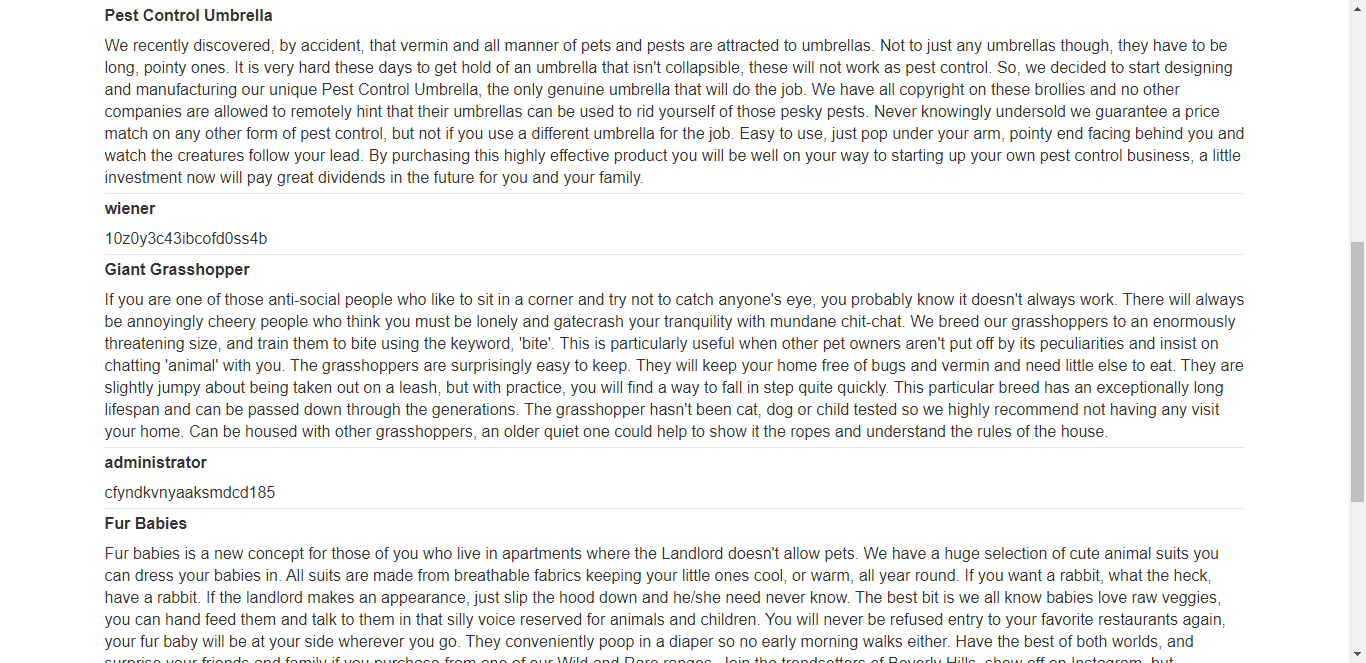 Pest Control Umbrella
We recently discovered, by accident, that vermin and all manner of pets and pests are attracted to umbrellas. Not to just any umbrellas though, they have to be
long, pointy ones. It is very hard these days to get hold of an umbrella that isn't collapsible, these will not work as pest control. So, we decided to start designing
and manufacturing our unique Pest Control Umbrella, the only genuine umbrella that will do the job. We have all copyright on these brollies and no other
companies are allowed to remotely hint that their umbrellas can be used to rid yourself of those pesky pests. Never knowingly undersold we guarantee a price
match on any other form of pest control, but not if you use a different umbrella for the job. Easy to use, just pop under your arm, pointy end facing behind you and
watch the creatures follow your lead. By purchasing this highly effective product you will be well on your way to starting up your own pest control business, a little
investment now will pay great dividends in the future for you and your family.
wiener
10z0y3c43ibcofd0ss4b
Giant Grasshopper
If you are one of those anti-social people who like to sit in a corner and try not to catch anyone's eye, you probably know it doesn't always work. There will always
be annoyingly cheery people who think you must be lonely and gatecrash your tranquility with mundane chit-chat. We breed our grasshoppers to an enormously
threatening size, and train them to bite using the keyword, 'bite'. This is particularly useful when other pet owners aren't put off by its peculiarities and insist on
chatting 'animal' with you. The grasshoppers are surprisingly easy to keep. They will keep your home free of bugs and vermin and need little else to eat. They are
slightly jumpy about being taken out on a leash, but with practice, you will find a way to fall in step quite quickly. This particular breed has an exceptionally long
lifespan and can be passed down through the generations. The grasshopper hasn't been cat, dog or child tested so we highly recommend not having any visit
your home. Can be housed with other grasshoppers, an older quiet one could help to show it the ropes and understand the rules of the house.
administrator
cfyndkvnyaaksmdcd185
Fur Babies
Fur babies is a new concept for those of you who live in apartments where the Landlord doesn't allow pets. We have a huge selection of cute animal suits you
can dress your babies in. All suits are made from breathable fabrics keeping your little ones cool, or warm, all year round. If you want a rabbit, what the heck,
have a rabbit. If the landlord makes an appearance, just slip the hood down and he/she need never know. The best bit is we all know babies love raw veggies,
you can hand feed them and talk to them in that silly voice reserved for animals and children. You will never be refused entry to your favorite restaurants again,
your fur baby will be at your side wherever you go. They conveniently poop in a diaper so no early morning walks either. Have the best of both worlds, and
surprise your friends and family if you purchase from one of our Wild and Rare ranges. Join the trendsetters of Beverly Hills, show off on Instagram, but